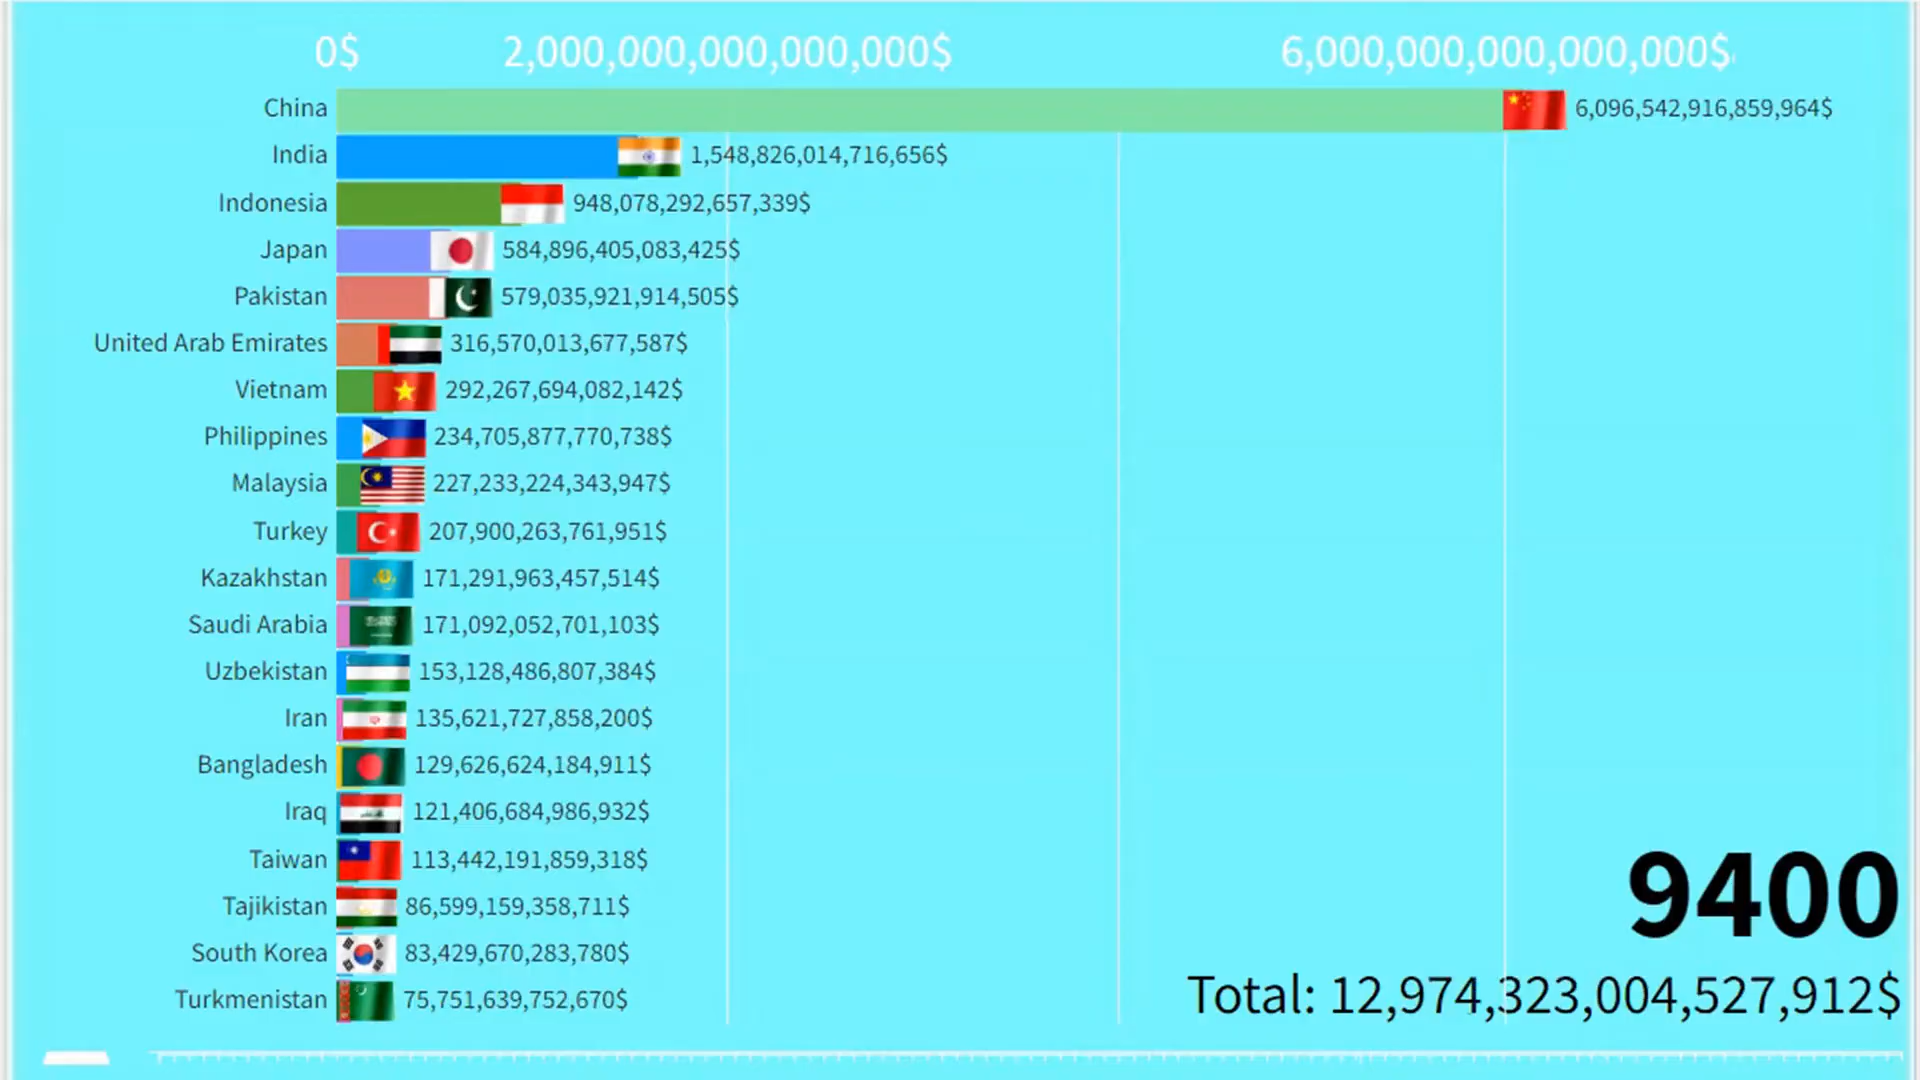 0$ 2,000,000,000,000,000$ 6,000,000,000,000,000$
China 6,096,542,916,859,964$
India 1,548,826,014,716,656$
Indonesia 948,078,292,657,339$
Japan 584,896,405,083,425$
Pakistan 579,035,921,914,505$
United Arab Emirates 316,570,013,677,587$
Vietnam 292,267,694,082,142$
Philippines 234,705,877,770,738$
Malaysia 227,233,224,343,947$
Turkey 207,900,263,761,951$
Kazakhstan 171,291,963,457,514$
Saudi Arabia 171,092,052,701,103$
Uzbekistan 153,128,486,807,384$
Iran 135,621,727,858,200$
Bangladesh 129,626,624,184,911$
Iraq 121,406,684,986,932$
Taiwan 113,442,191,859,318$
Tajikistan 86,599,159,358,711$
South Korea 83,429,670,283,780$
Turkmenistan 75,751,639,752,670$
9400
Total: 12,974,323,004,527,912$